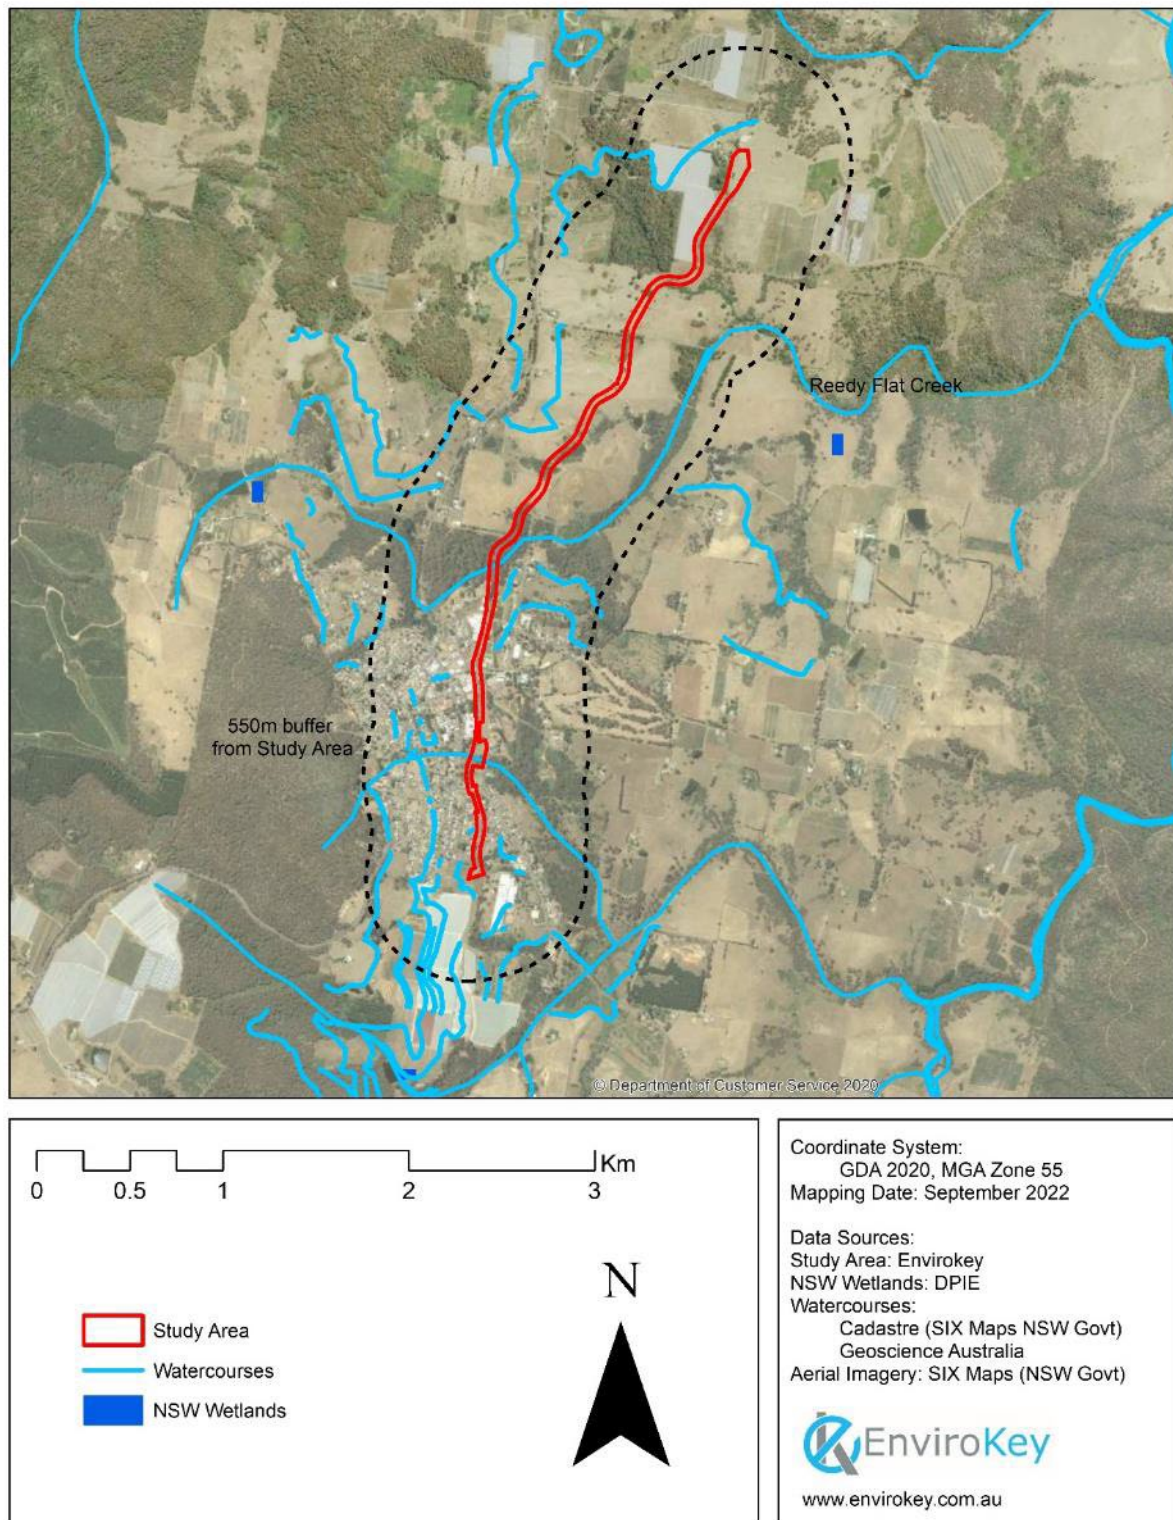 Reedy Flat Creek
550m buffer
from Study Area
© Department of Customer Service 2020
Km
0 0.5 1 2 3
N
Study Area
Watercourses
NSW Wetlands
Coordinate System:
GDA 2020, MGA Zone 55
Mapping Date: September 2022
Data Sources:
Study Area: Envirokey
NSW Wetlands: DPIE
Watercourses:
Cadastre (SIX Maps NSW Govt)
Geoscience Australia
Aerial Imagery: SIX Maps (NSW Govt)
EnviroKey
www.envirokey.com.au